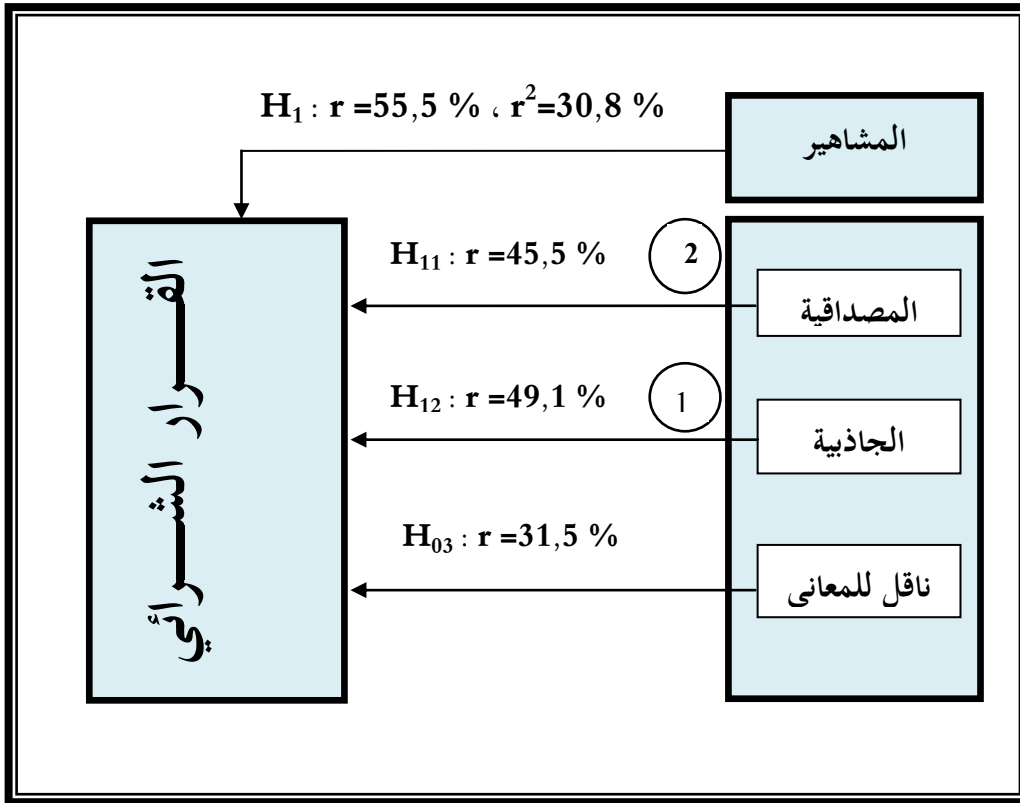 H₁ : r =55,5 % ، r²=30,8 %
المشاهير
H₁₁ : r =45,5 %
2
المصداقية
H₁₂ : r =49,1 %
1
الجاذبية
H₀₃ : r =31,5 %
ناقل للمعانى
القـــرار الشـــرائي